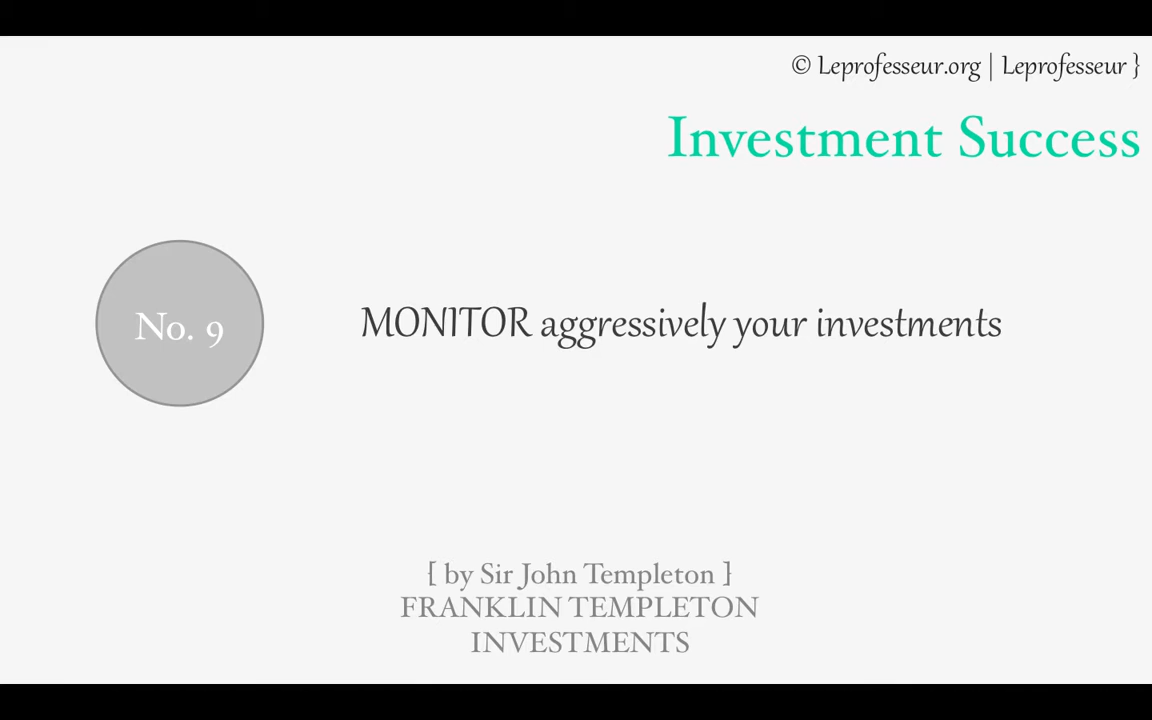 © Leprofesseur.org | Leprofesseur }
Investment Success
No. 9
MONITOR aggressively your investments
{ by Sir John Templeton }
FRANKLIN TEMPLETON
INVESTMENTS